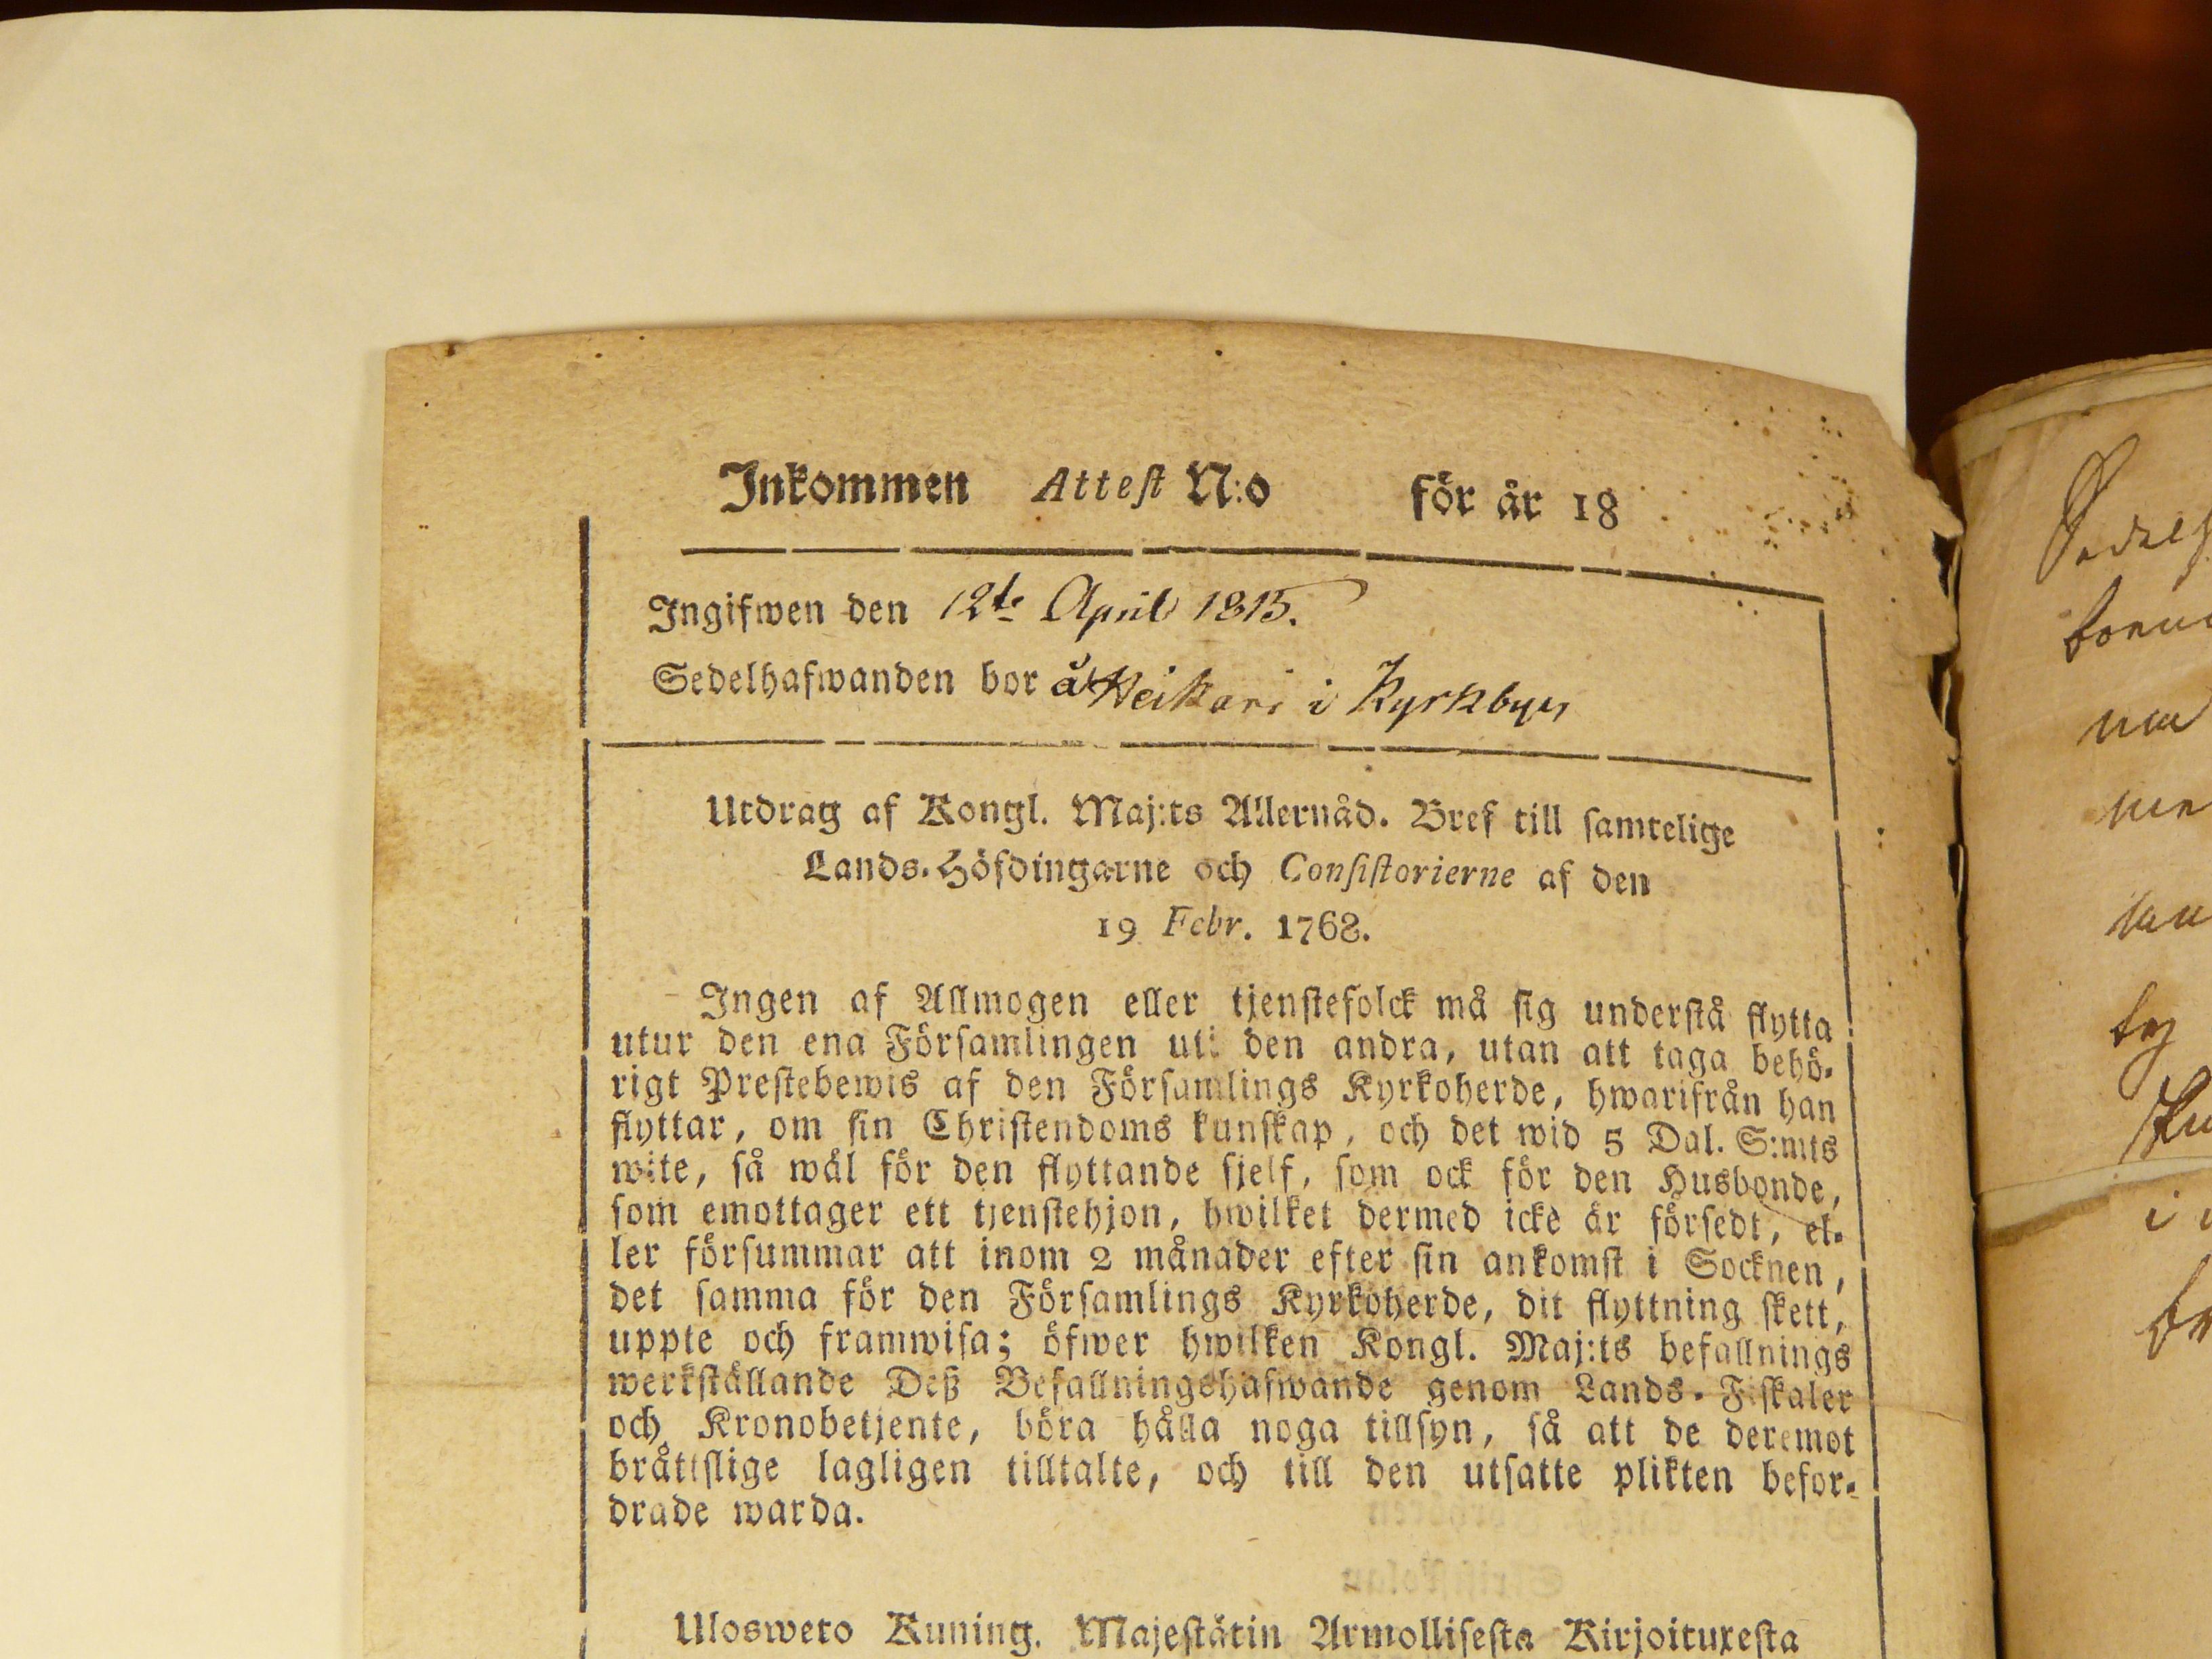 Inkommen Attest N:o för år 18
Ingifwen den 12te April 1815.
Sedelhafwanden bor å Heikari i Kyrkbyn
Utdrag af Kongl. Maj:ts Allernåd. Bref till samtelige
Lands-Höfdingarne och Consistorierne af den
19 Febr. 1768.
Ingen af Allmogen eller tjenstefolck må sig understå flytta
utur den ena Församlingen uti den andra, utan att taga behö-
rigt Prestebewis af den Församlings Kyrkoherde, hwarifrån han
flyttar, om sin Christendoms kunskap, och det wid 5 Dal. S:mts
wite, så wäl för den flyttande sjelf, som ock för den Husbonde,
som emottager ett tjenstehjon, hwilket dermed icke är försedt, el-
ler försummar att inom 2 månader efter sin ankomst i Socknen,
det samma för den Församlings Kyrkoherde, dit flyttning skett,
uppte och framwisa; öfwer hwilken Kongl. Maj:ts befallnings
werkställande Deß Befallningshafwande genom Lands-Fiskaler
och Kronobetjente, böra hålla noga tillsyn, så att de deremot
bråttslige lagligen tilltalte, och till den utsatte plikten befor-
drade warda.
Ulosweto Kuning. Majestätin Armollisesta Kirjoituxesta